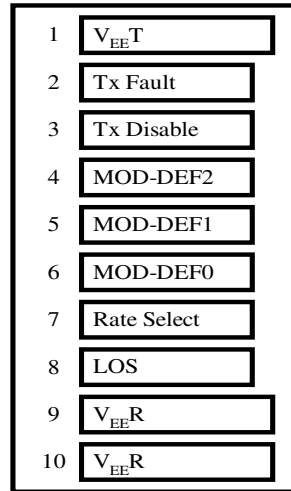 1 VEET
2 Tx Fault
3 Tx Disable
4 MOD-DEF2
5 MOD-DEF1
6 MOD-DEF0
7 Rate Select
8 LOS
9 VEER
10 VEER